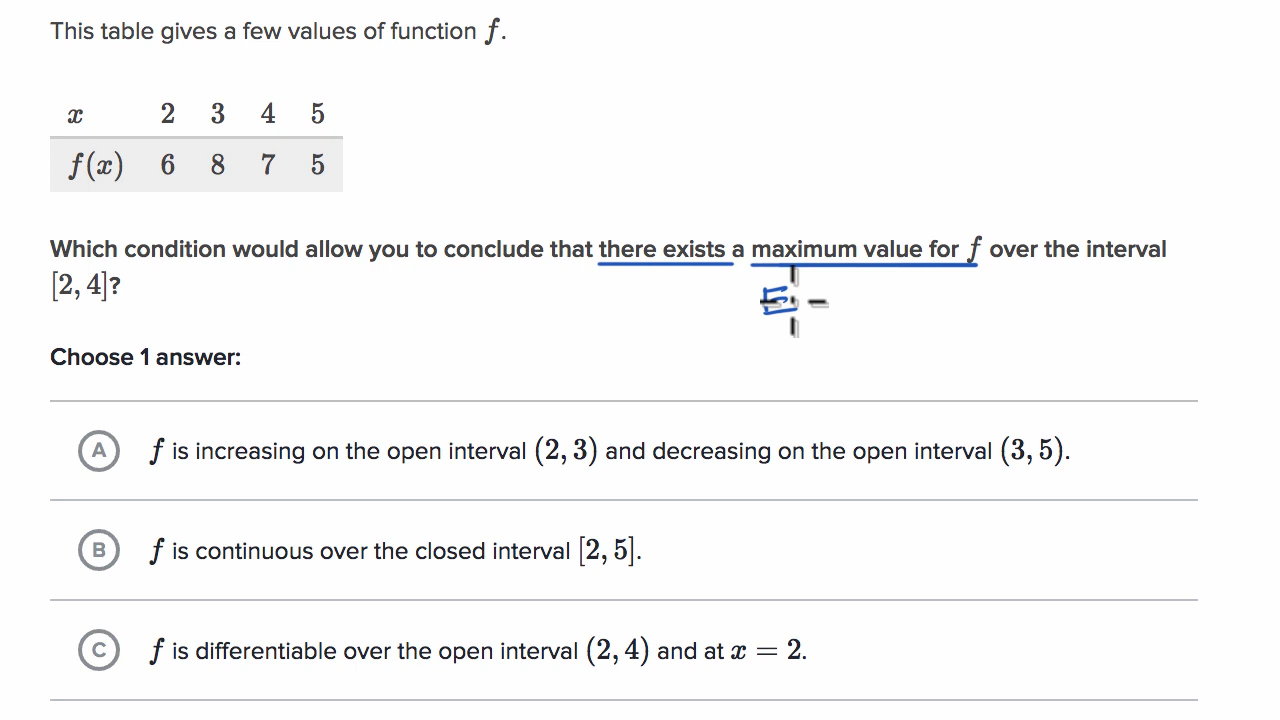 This table gives a few values of function f.
x 2 3 4 5
f(x) 6 8 7 5
Which condition would allow you to conclude that there exists a maximum value for f over the interval
[2, 4]?
E
Choose 1 answer:
A f is increasing on the open interval (2, 3) and decreasing on the open interval (3, 5).
B f is continuous over the closed interval [2, 5].
C f is differentiable over the open interval (2, 4) and at x = 2.